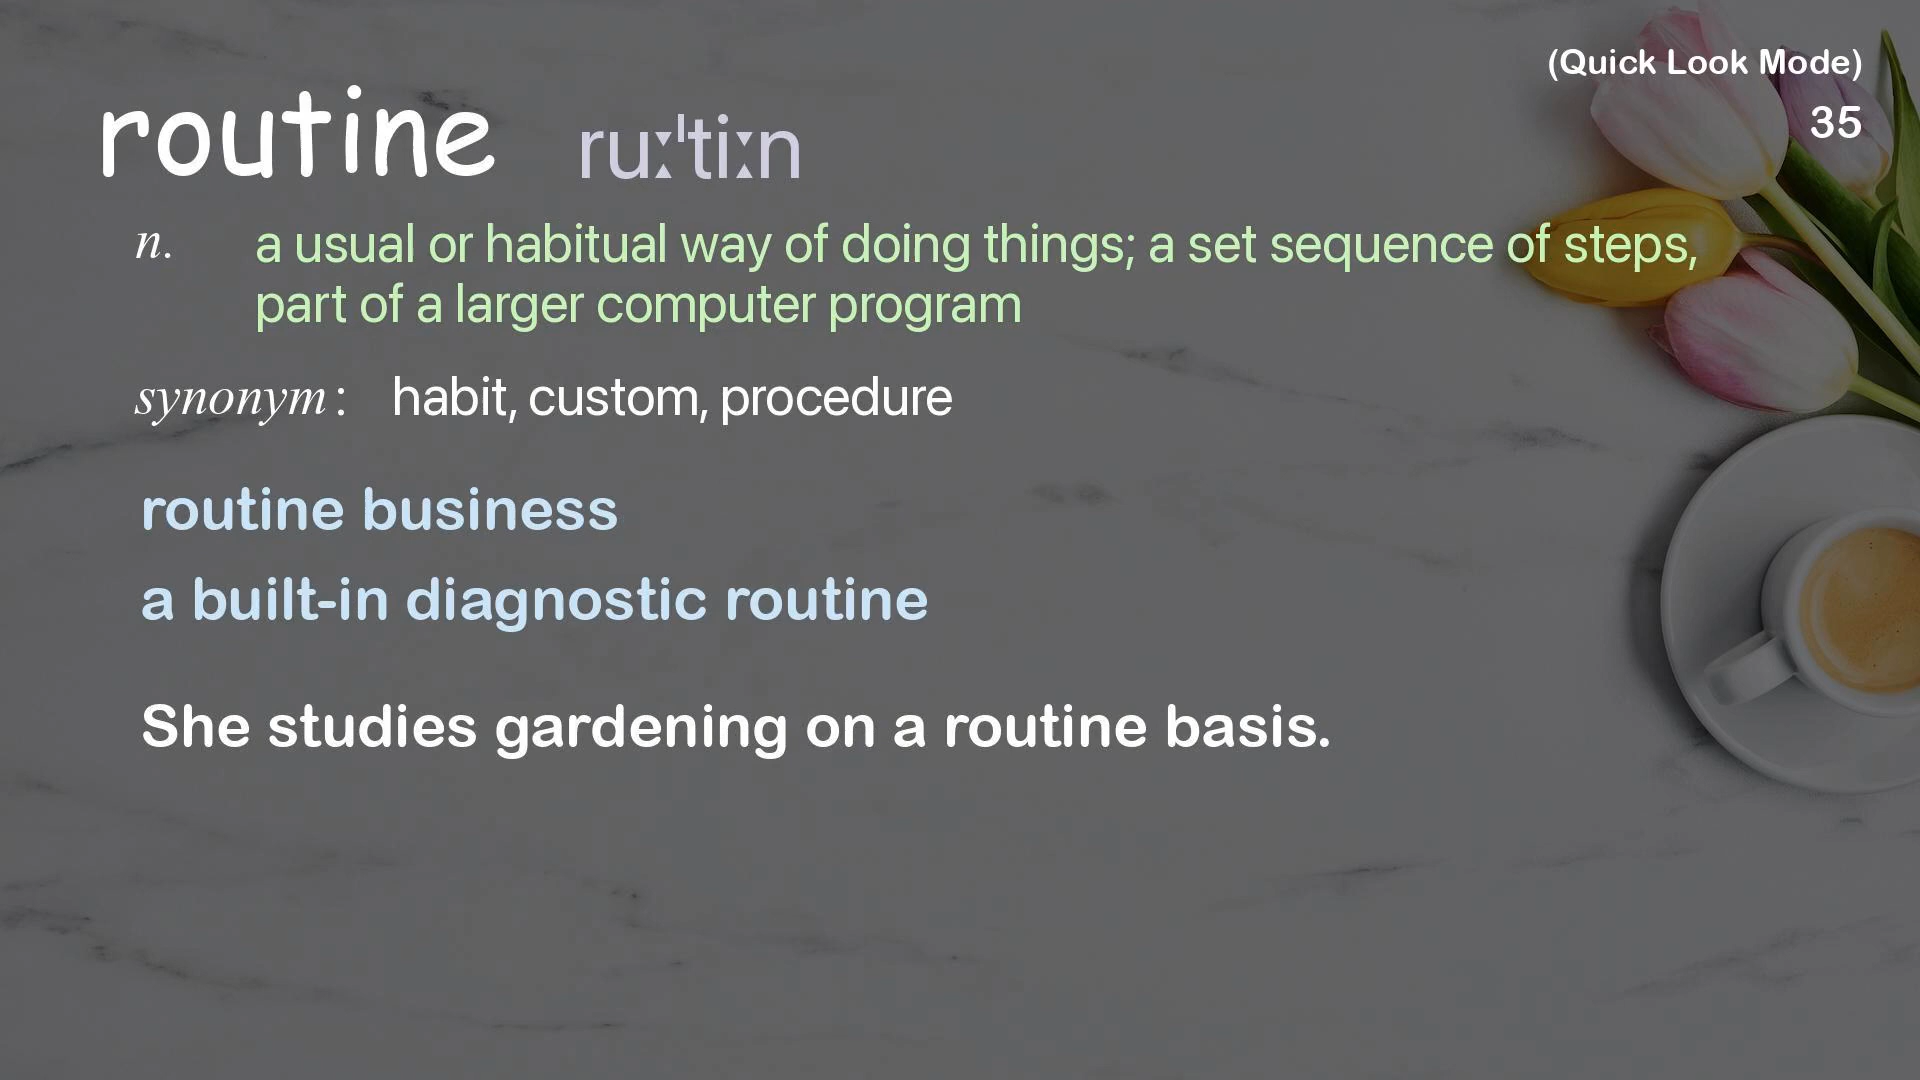 (Quick Look Mode)
35
routine ruːˈtiːn
n. a usual or habitual way of doing things; a set sequence of steps,
part of a larger computer program
synonym: habit, custom, procedure
routine business
a built-in diagnostic routine
She studies gardening on a routine basis.